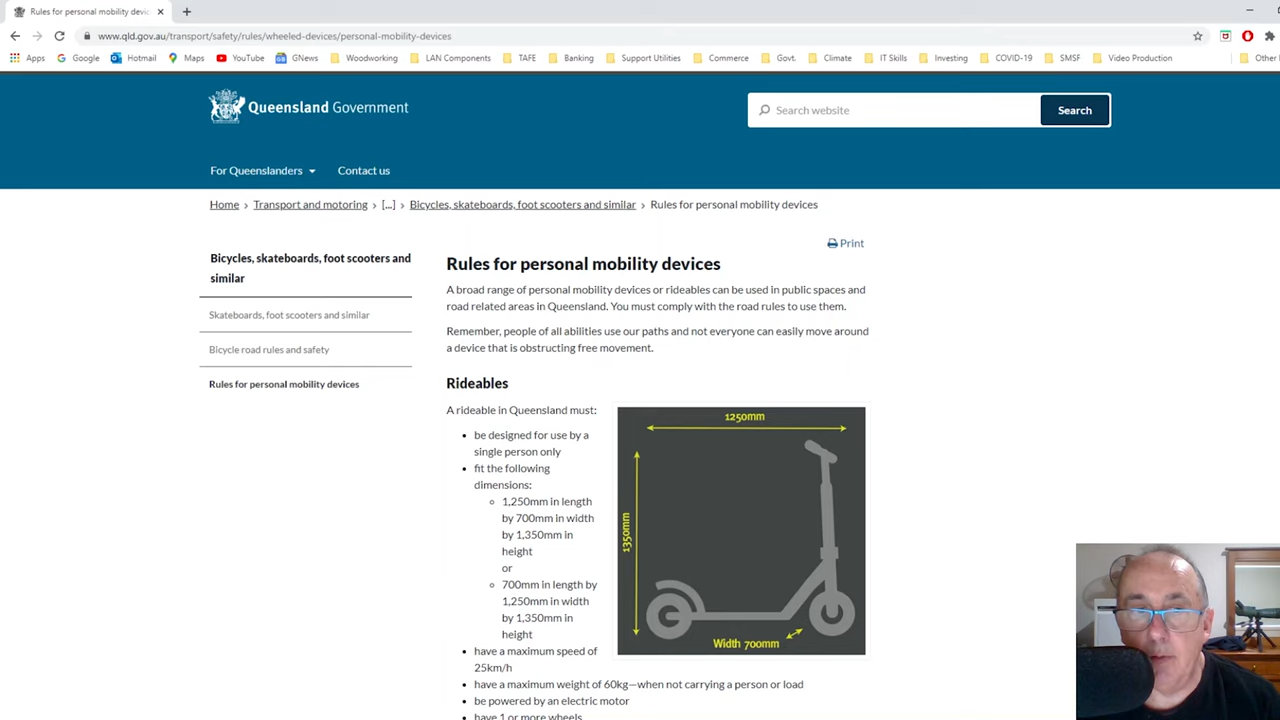 Rules for personal mobility devic
www.qld.gov.au/transport/safety/rules/wheeled-devices/personal-mobility-devices
Apps Google Hotmail Maps YouTube GNews Woodworking LAN Components TAFE Banking Support Utilities Commerce Govt. Climate IT Skills Investing COVID-19 SMSF Video Production Other
Queensland Government
Search website
Search
For Queenslanders Contact us
Home › Transport and motoring › [...] › Bicycles, skateboards, foot scooters and similar › Rules for personal mobility devices
Print
Bicycles, skateboards, foot scooters and
similar
Skateboards, foot scooters and similar
Bicycle road rules and safety
Rules for personal mobility devices
Rules for personal mobility devices
A broad range of personal mobility devices or rideables can be used in public spaces and
road related areas in Queensland. You must comply with the road rules to use them.
Remember, people of all abilities use our paths and not everyone can easily move around
a device that is obstructing free movement.
Rideables
A rideable in Queensland must:
be designed for use by a
single person only
fit the following
dimensions:
1,250mm in length
by 700mm in width
by 1,350mm in
height
or
700mm in length by
1,250mm in width
by 1,350mm in
height
have a maximum speed of
25km/h
have a maximum weight of 60kg—when not carrying a person or load
be powered by an electric motor
have 1 or more wheels
1250mm
1350mm
Width 700mm